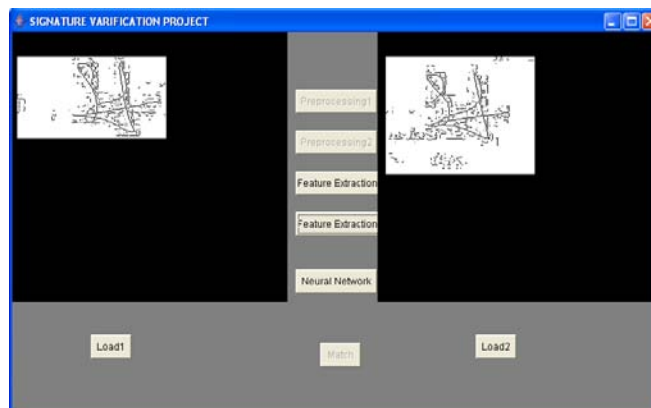 SIGNATURE VARIFICATION PROJECT
Preprocessing1
Preprocessing2
Feature Extraction
Feature Extraction
Neural Network
Load1
Match
Load2